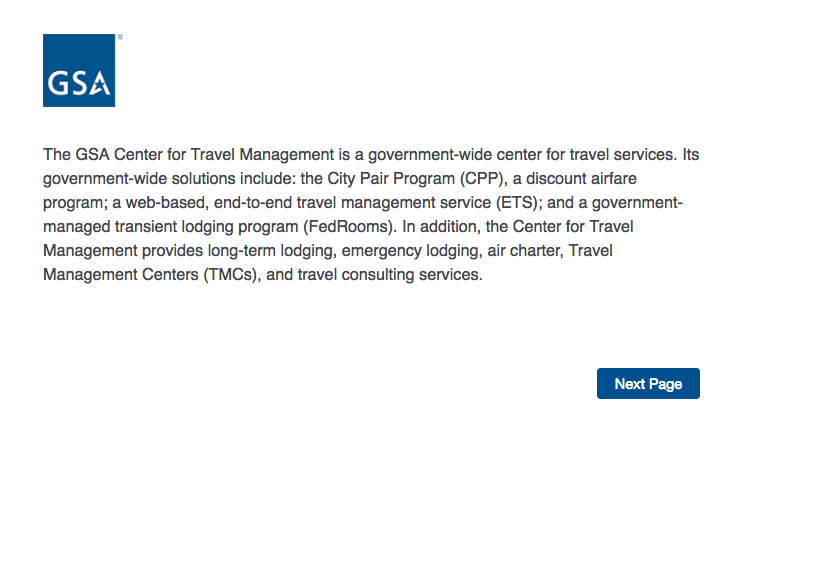 GSA
®
The GSA Center for Travel Management is a government-wide center for travel services. Its
government-wide solutions include: the City Pair Program (CPP), a discount airfare
program; a web-based, end-to-end travel management service (ETS); and a government-
managed transient lodging program (FedRooms). In addition, the Center for Travel
Management provides long-term lodging, emergency lodging, air charter, Travel
Management Centers (TMCs), and travel consulting services.
Next Page